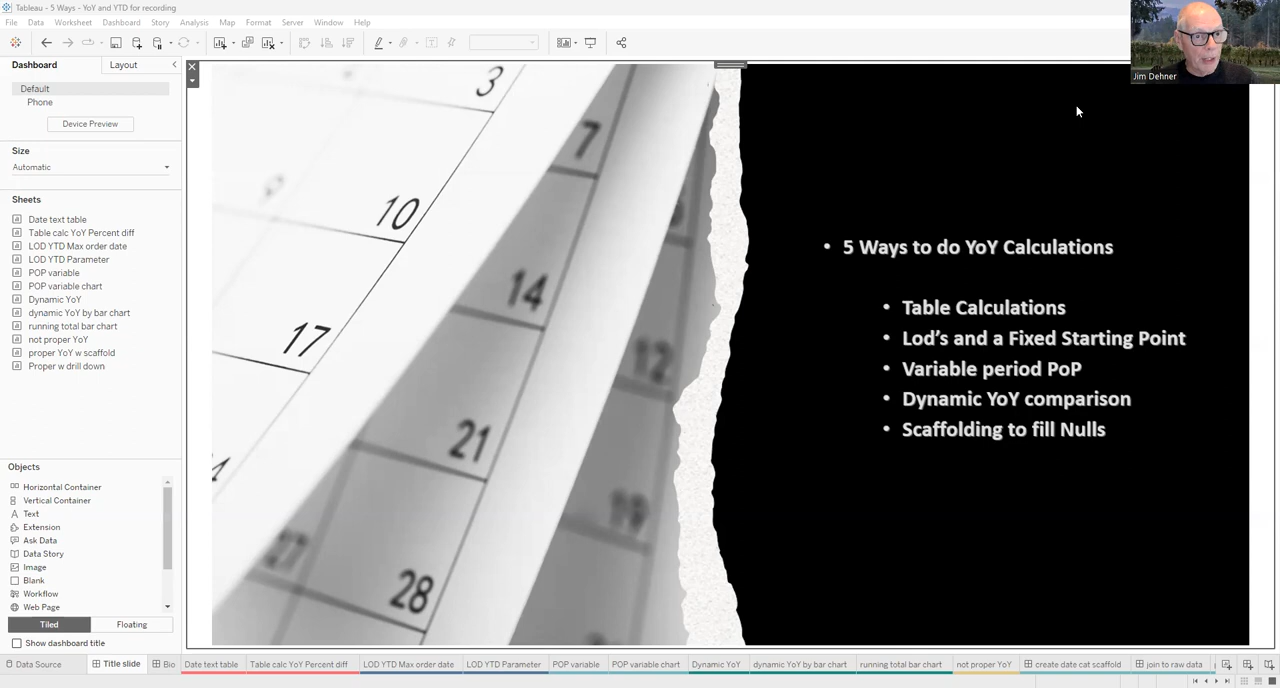 Tableau - 5 Ways - YoY and YTD for recording
File Data Worksheet Dashboard Story Analysis Map Format Server Window Help
Dashboard Layout
Default
Phone
Device Preview
Size
Automatic
Sheets
Date text table
Table calc YoY Percent diff
LOD YTD Max order date
LOD YTD Parameter
POP variable
POP variable chart
Dynamic YoY
dynamic YoY by bar chart
running total bar chart
not proper YoY
proper YoY w scaffold
Proper w drill down
Objects
Horizontal Container
Vertical Container
Text
Extension
Ask Data
Data Story
Image
Blank
Workflow
Web Page
Tiled Floating
Show dashboard title
Jim Dehner
3
7
10
14
17
12
21
19
28
27
• 5 Ways to do YoY Calculations
• Table Calculations
• Lod's and a Fixed Starting Point
• Variable period PoP
• Dynamic YoY comparison
• Scaffolding to fill Nulls
Data Source Title slide Bio Date text table Table calc YoY Percent diff LOD YTD Max order date LOD YTD Parameter POP variable POP variable chart Dynamic YoY dynamic YoY by bar chart running total bar chart not proper YoY create date cat scaffold join to raw data